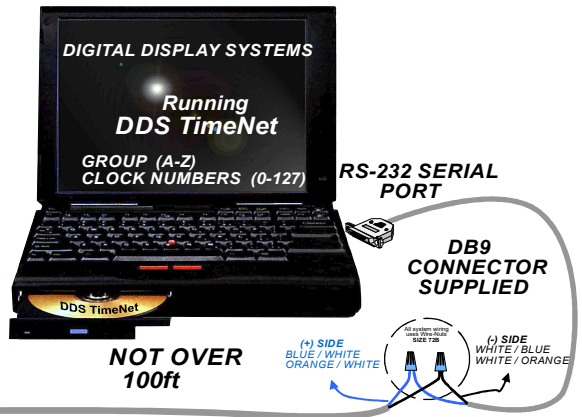 DIGITAL DISPLAY SYSTEMS
Running
DDS TimeNet
GROUP (A-Z)
CLOCK NUMBERS (0-127)
RS-232 SERIAL
PORT
DB9
CONNECTOR
SUPPLIED
DDS TimeNet
NOT OVER
100ft
(+) SIDE
BLUE / WHITE
ORANGE / WHITE
All system wiring
uses Wire-Nuts
SIZE 72B
(-) SIDE
WHITE / BLUE
WHITE / ORANGE